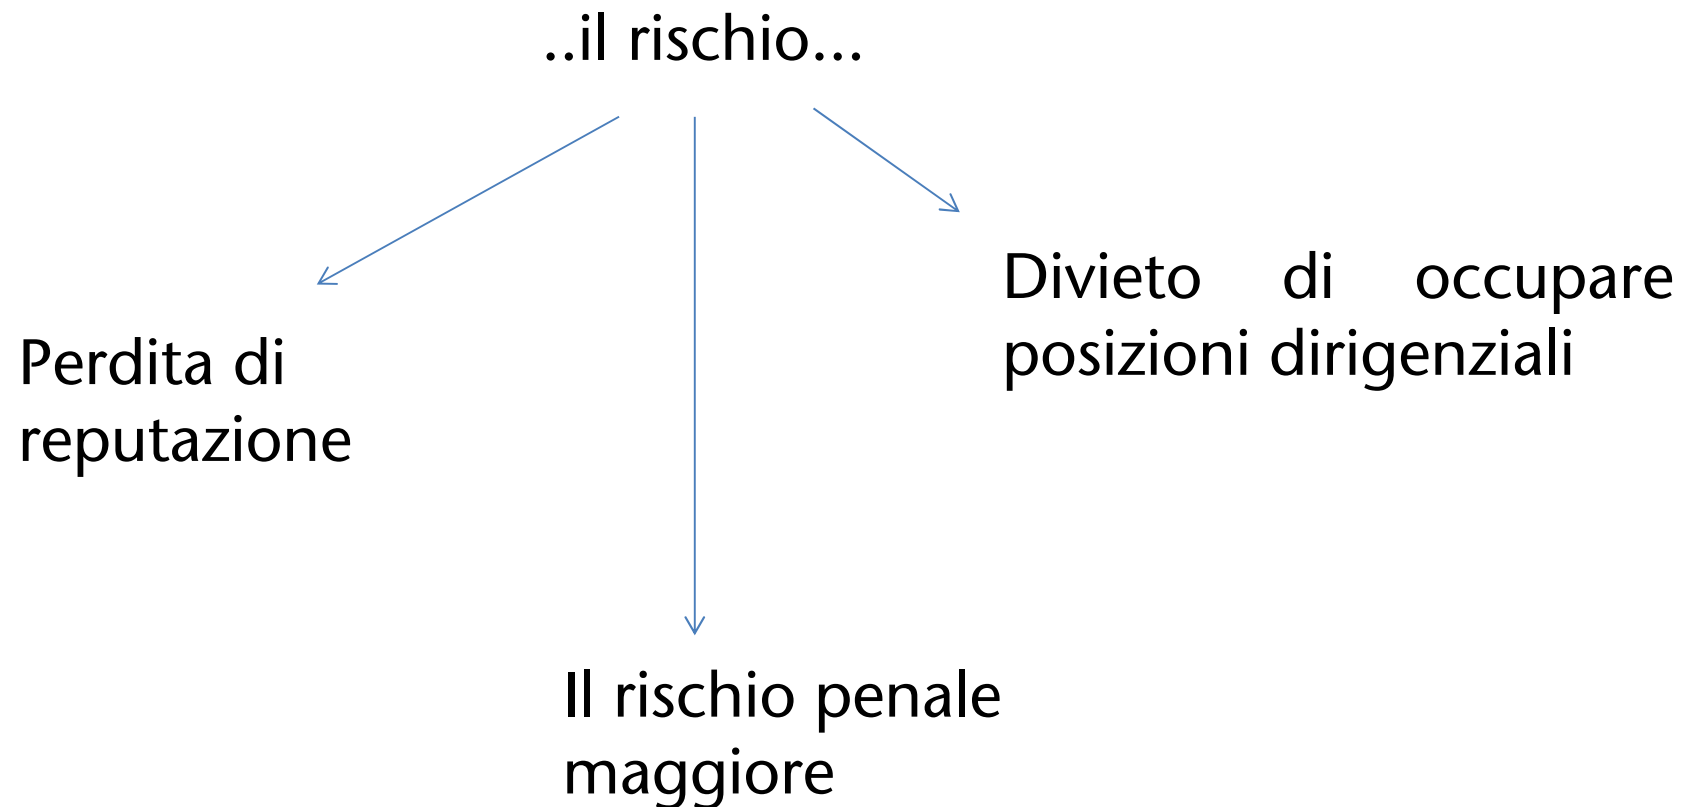 ..il rischio...
Perdita di
reputazione
Divieto di occupare
posizioni dirigenziali
Il rischio penale
maggiore